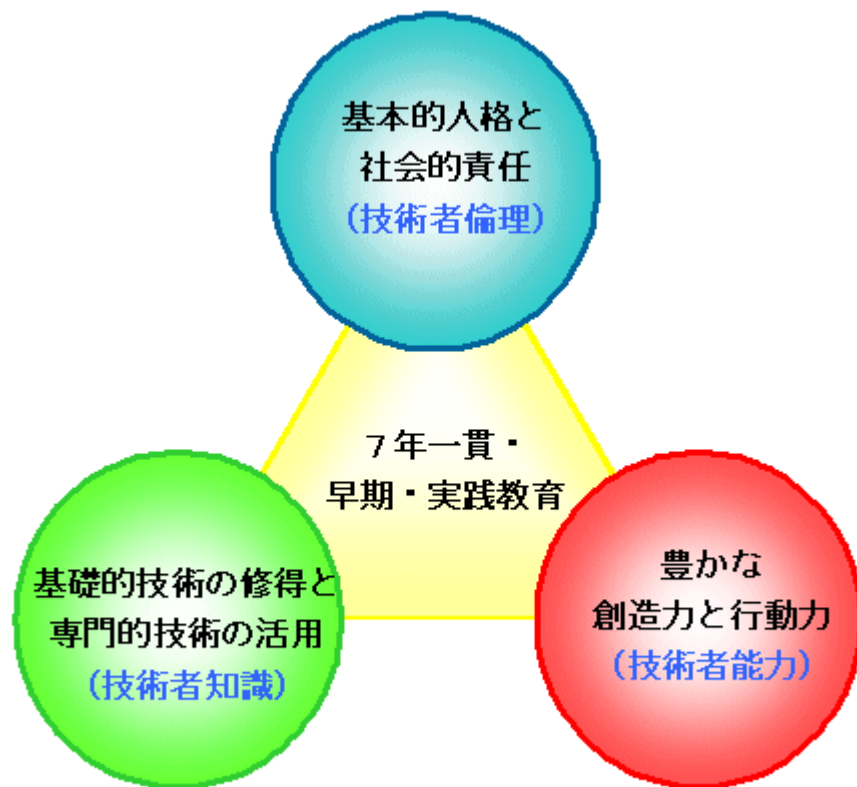 基本的人格と
社会的責任
(技術者倫理)
7年一貫・
早期・実践教育
基礎的技術の修得と
専門的技術の活用
(技術者知識)
豊かな
創造力と行動力
(技術者能力)